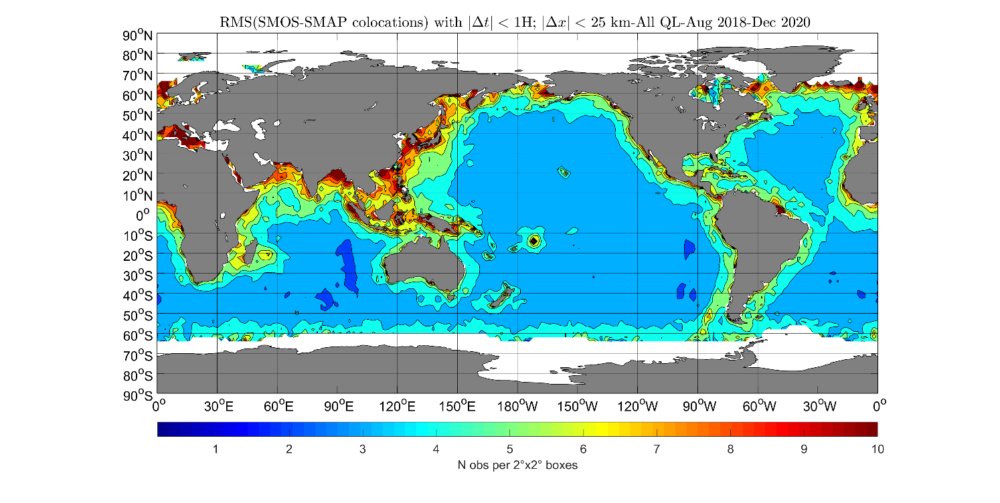 RMS(SMOS-SMAP colocations) with |Δt| < 1H; |Δx| < 25 km-All QL-Aug 2018-Dec 2020
90°N
80°N
70°N
60°N
50°N
40°N
30°N
20°N
10°N
0°
10°S
20°S
30°S
40°S
50°S
60°S
70°S
80°S
90°S
0° 30°E 60°E 90°E 120°E 150°E 180°W 150°W 120°W 90°W 60°W 30°W 0°
1 2 3 4 5 6 7 8 9 10
N obs per 2°x2° boxes